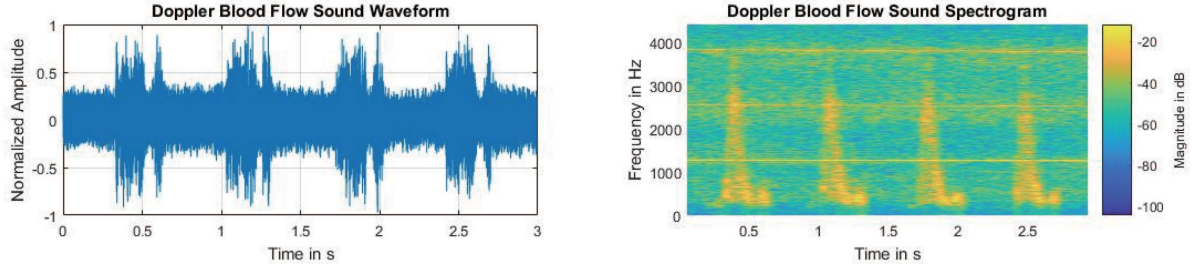 Doppler Blood Flow Sound Waveform
Normalized Amplitude
1
0.5
0
-0.5
-1
0 0.5 1 1.5 2 2.5 3
Time in s
Doppler Blood Flow Sound Spectrogram
Frequency in Hz
4000
3000
2000
1000
0
0.5 1 1.5 2 2.5
Time in s
-20
-40
-60
-80
-100
Magnitude in dB